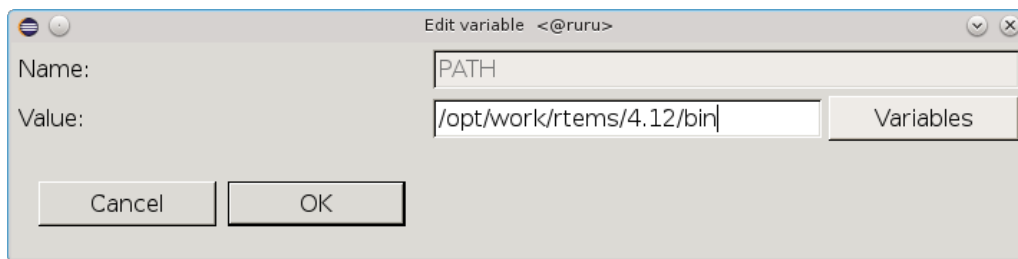 Edit variable <@ruru>
Name: PATH
Value: /opt/work/rtems/4.12/bin Variables
Cancel OK